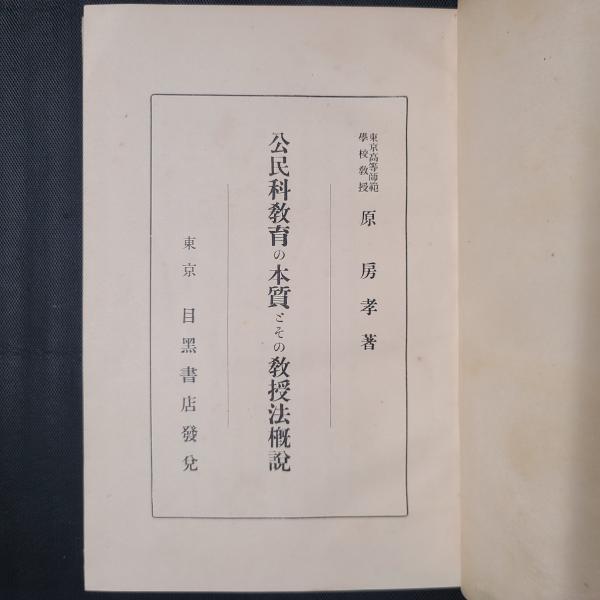 東京高等師範
學校教授
原房孝著
公民科教育の本質とその教授法概說
東京 目黑書店發兌